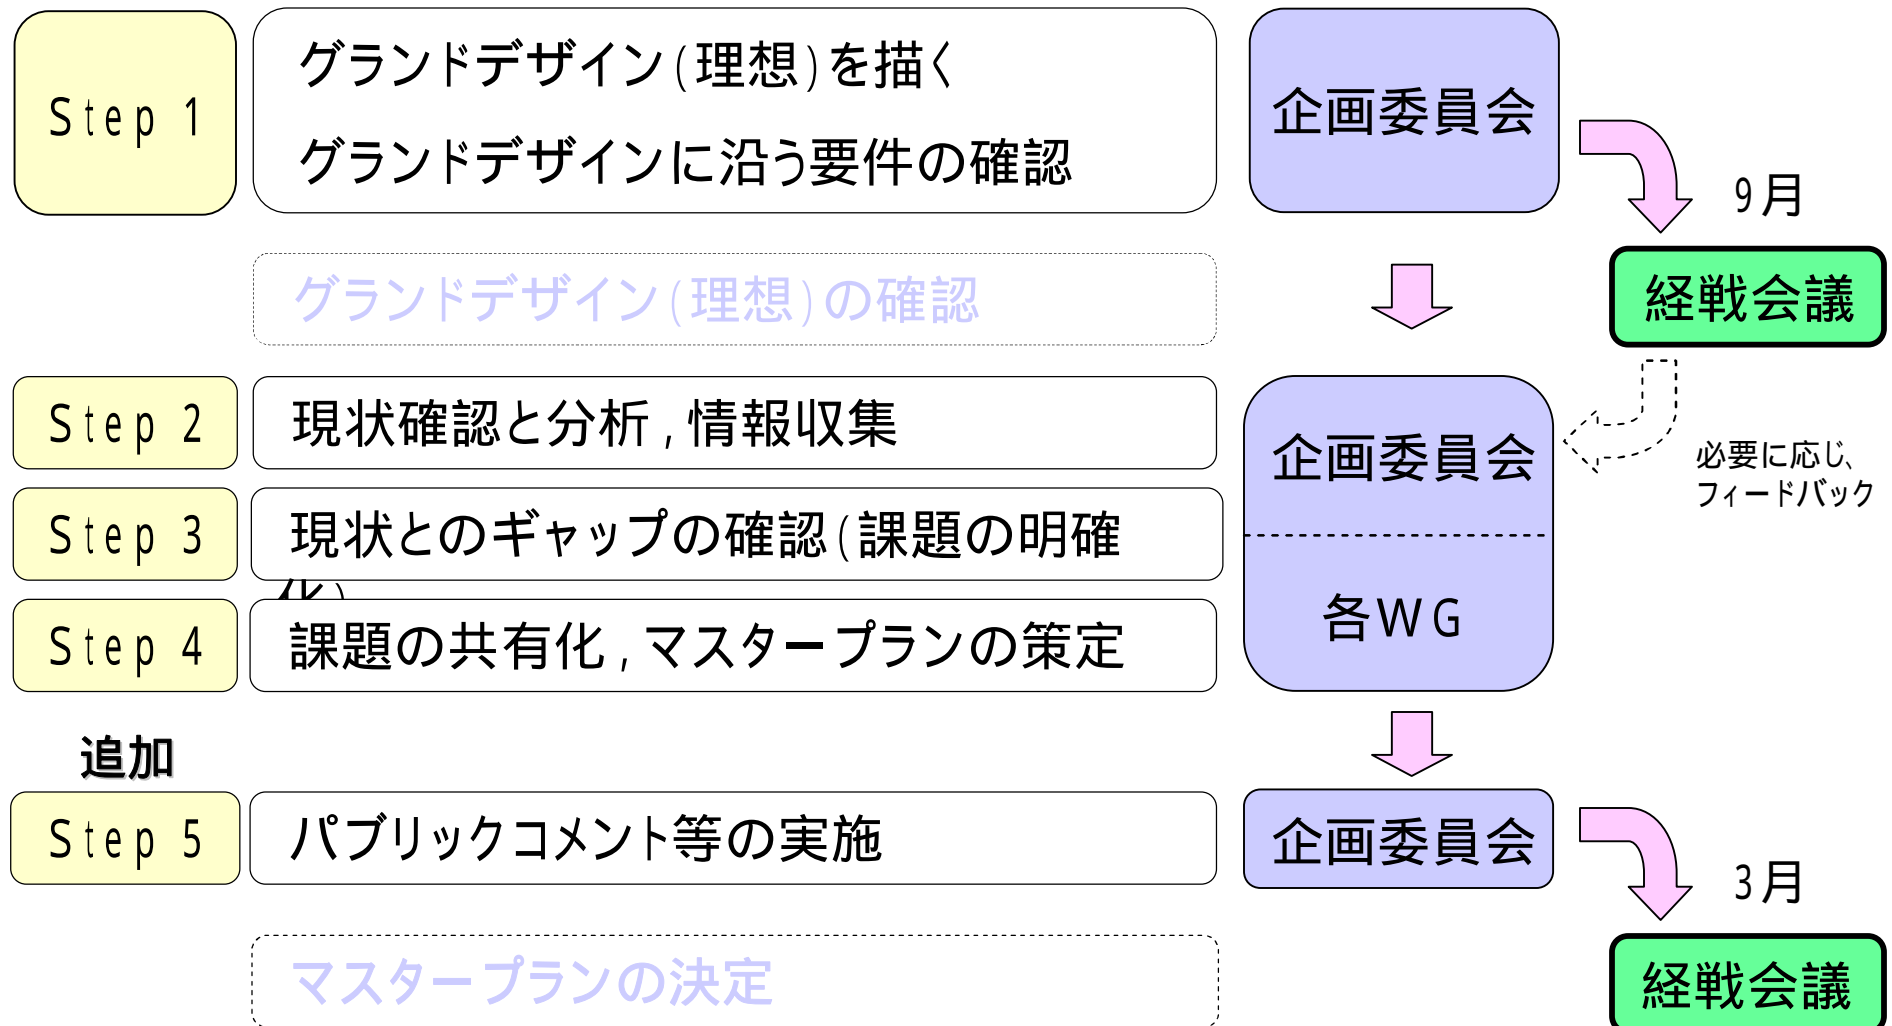 Step 1
グランドデザイン(理想)を描く
グランドデザインに沿う要件の確認
企画委員会
9月
グランドデザイン(理想)の確認
経戦会議
Step 2
現状確認と分析,情報収集
企画委員会
必要に応じ、
フィードバック
Step 3
現状とのギャップの確認(課題の明確
化)
各WG
Step 4
課題の共有化,マスタープランの策定
追加
Step 5
パブリックコメント等の実施
企画委員会
3月
マスタープランの決定
経戦会議